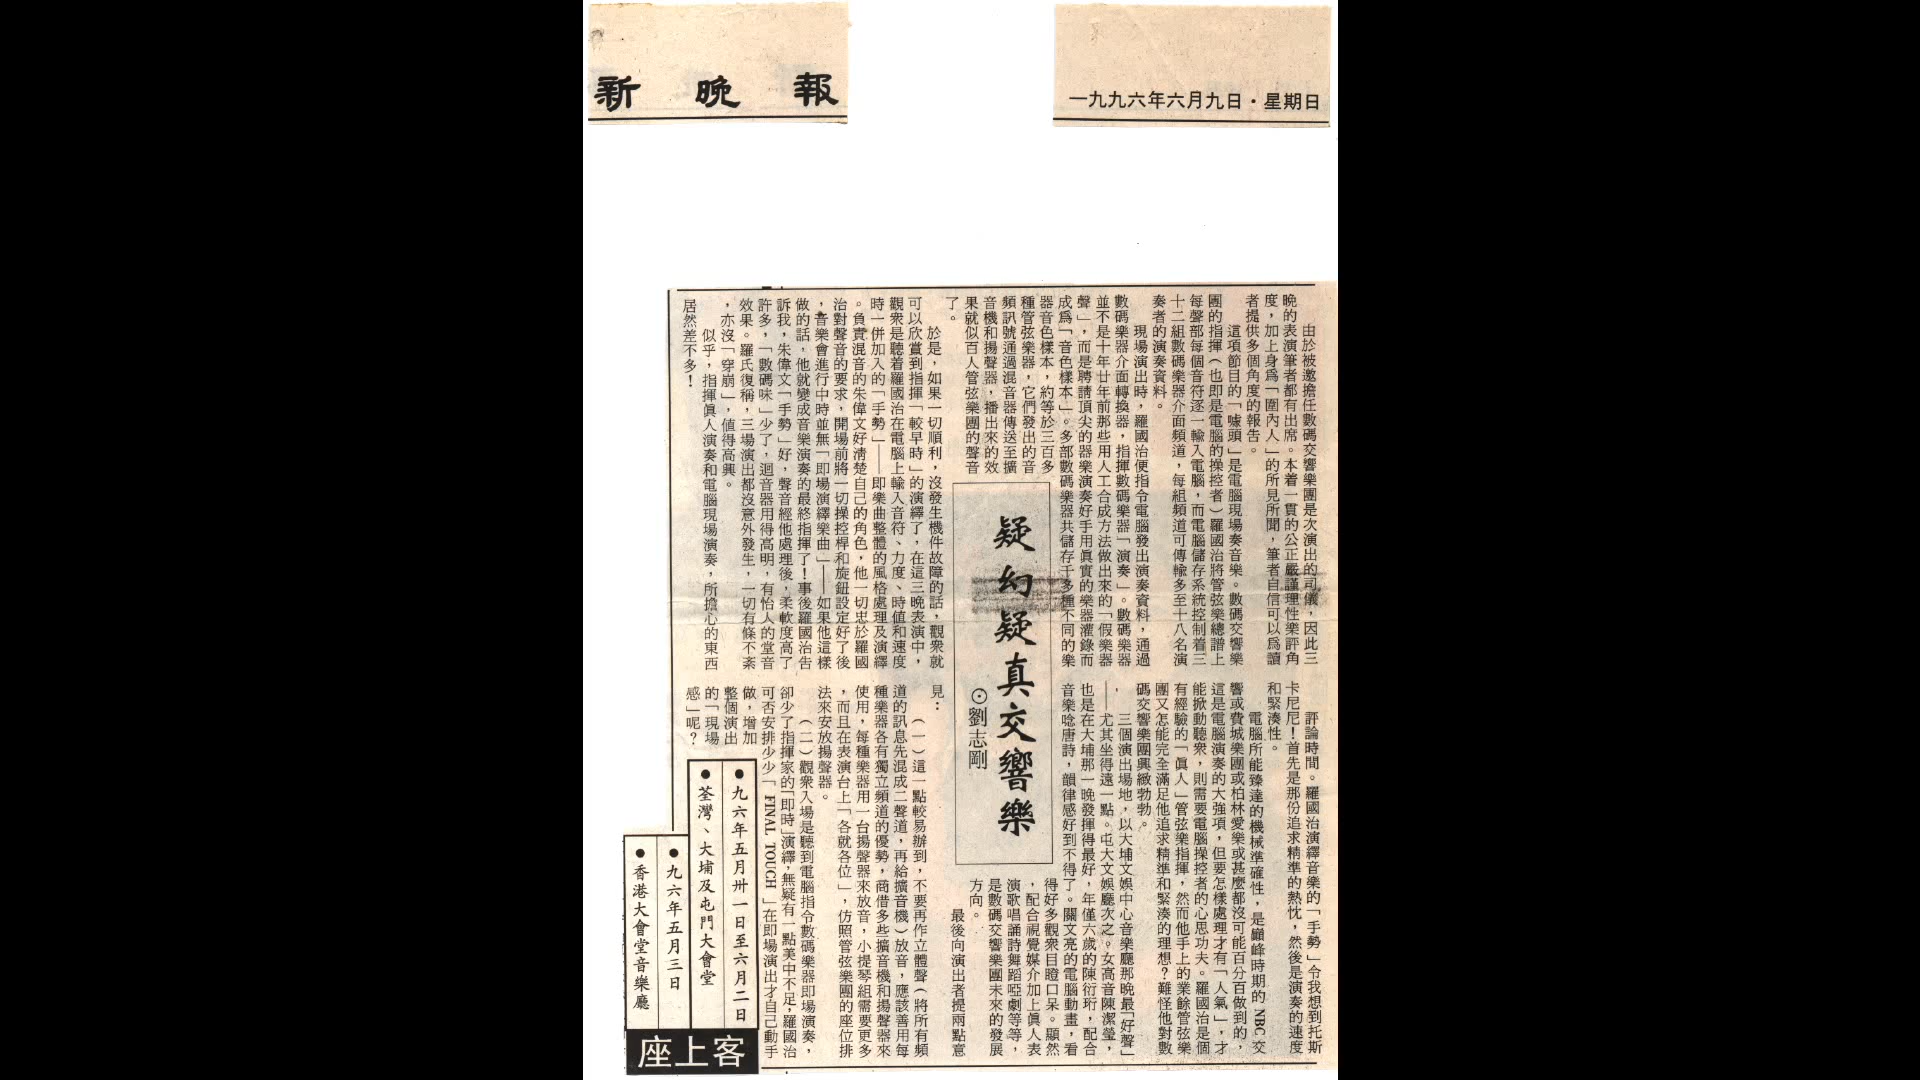 新晚報
一九九六年六月九日·星期日
疑幻疑真交響樂
⊙劉志剛
由於被邀擔任數碼交響樂團是次演出的司儀，因此三
晚的表演筆者都有出席。本着一貫的公正嚴謹理性樂評角
度，加上身爲「圈內人」的所見所聞，筆者自信可以爲讀
者提供多個角度的報告。
這項節目的「噱頭」是電腦現場奏音樂。數碼交響樂
團的指揮（也即是電腦的操控者）羅國治將管弦樂總譜上
每聲部每個音符逐一輸入電腦，而電腦儲存系統控制着三
十二組數碼樂器介面頻道，每組頻道可傳輸多至十八名演
奏者的演奏資料。
現場演出時，羅國治便指令電腦發出演奏資料，通過
數碼樂器介面轉換器，指揮數碼樂器「演奏」。數碼樂器
並不是十年廿年前那些用人工合成方法做出來的「假樂器
聲」，而是聘請頂尖的器樂演奏好手用眞實的樂器灌錄而
成爲「音色樣本」。多部數碼樂器共儲存千多種不同的樂
器音色樣本，約等於三百多
種管弦樂器，它們發出的音
頻訊號通過混音器傳送至擴
音機和揚聲器，播出來的效
果就似百人管弦樂團的聲音
了。
於是，如果一切順利，沒發生機件故障的話，觀衆就
可以欣賞到指揮「較早時」的演繹了，在這三晚表演中，
觀衆是聽着羅國治在電腦上輸入音符、力度、時值和速度
時一併加入的「手勢」——即樂曲整體的風格處理及演繹
。負責混音的朱偉文好淸楚自己的角色，他一切忠於羅國
治對聲音的要求，開場前將一切操控桿和旋鈕設定好了後
，音樂會進行中時並無「即場演繹樂曲」——如果他這樣
做的話，他就變成音樂演奏的最終指揮了！事後羅國治告
訴我，朱偉文「手勢」好，聲音經他處理後，柔軟度高了
許多，「數碼味」少了，迴音器用得高明，有怡人的堂音
效果。羅氏復稱，三場演出都沒意外發生，一切有條不紊
，亦沒「穿崩」，値得高興。
似乎，指揮眞人演奏和電腦現場演奏，所擔心的東西
居然差不多！
評論時間。羅國治演繹音樂的「手勢」令我想到托斯
卡尼尼！首先是那份追求精準的熱忱，然後是演奏的速度
和緊湊性。
電腦所能臻達的機械準確性，是巔峰時期的 NBC 交
響或費城樂團或柏林愛樂或甚麼都沒可能百分百做到的，
這是電腦演奏的大強項，但要怎樣處理才有「人氣」，才
能掀動聽衆，則需要電腦操控者的心思功夫。羅國治是個
有經驗的「眞人」管弦樂指揮，然而他手上的業餘管弦樂
團又怎能完全滿足他追求精準和緊湊的理想？難怪他對數
碼交響樂團興緻勃勃。
三個演出場地，以大埔文娛中心音樂廳那晚最「好聲」
——尤其坐得遠一點。屯大文娛廳次之。女高音陳潔瑩，
也是在大埔那一晚發揮得最好，年僅六歲的陳衍珩，配合
音樂唸唐詩，韻律感好到不得了。關文亮的電腦動畫，看
得好多觀衆目瞪口呆。顯然
，配合視覺媒介加上眞人表
演歌唱誦詩舞蹈啞劇等等，
是數碼交響樂團未來的發展
方向。
最後向演出者提兩點意
見：
（一）這一點較易辦到，不要再作立體聲（將所有頻
道的訊息先混成二聲道，再給擴音機）放音，應該善用每
種樂器各有獨立頻道的優勢，商借多些擴音機和揚聲器來
使用，每種樂器用一台揚聲器來放音，小提琴組需要更多
，而且在表演台上「各就各位」，仿照管弦樂團的座位排
法來安放揚聲器。
（二）觀衆入場是聽到電腦指令數碼樂器即場演奏，
卻少了指揮家的「即時」演繹，無疑有一點美中不足，羅國治
可否安排少少「 FINAL TOUCH 」在即場演出才自己動手
做，增加
整個演出
的「現場
感」呢？
●九六年五月卅一日至六月二日
●荃灣、大埔及屯門大會堂
●九六年五月三日
●香港大會堂音樂廳
座上客